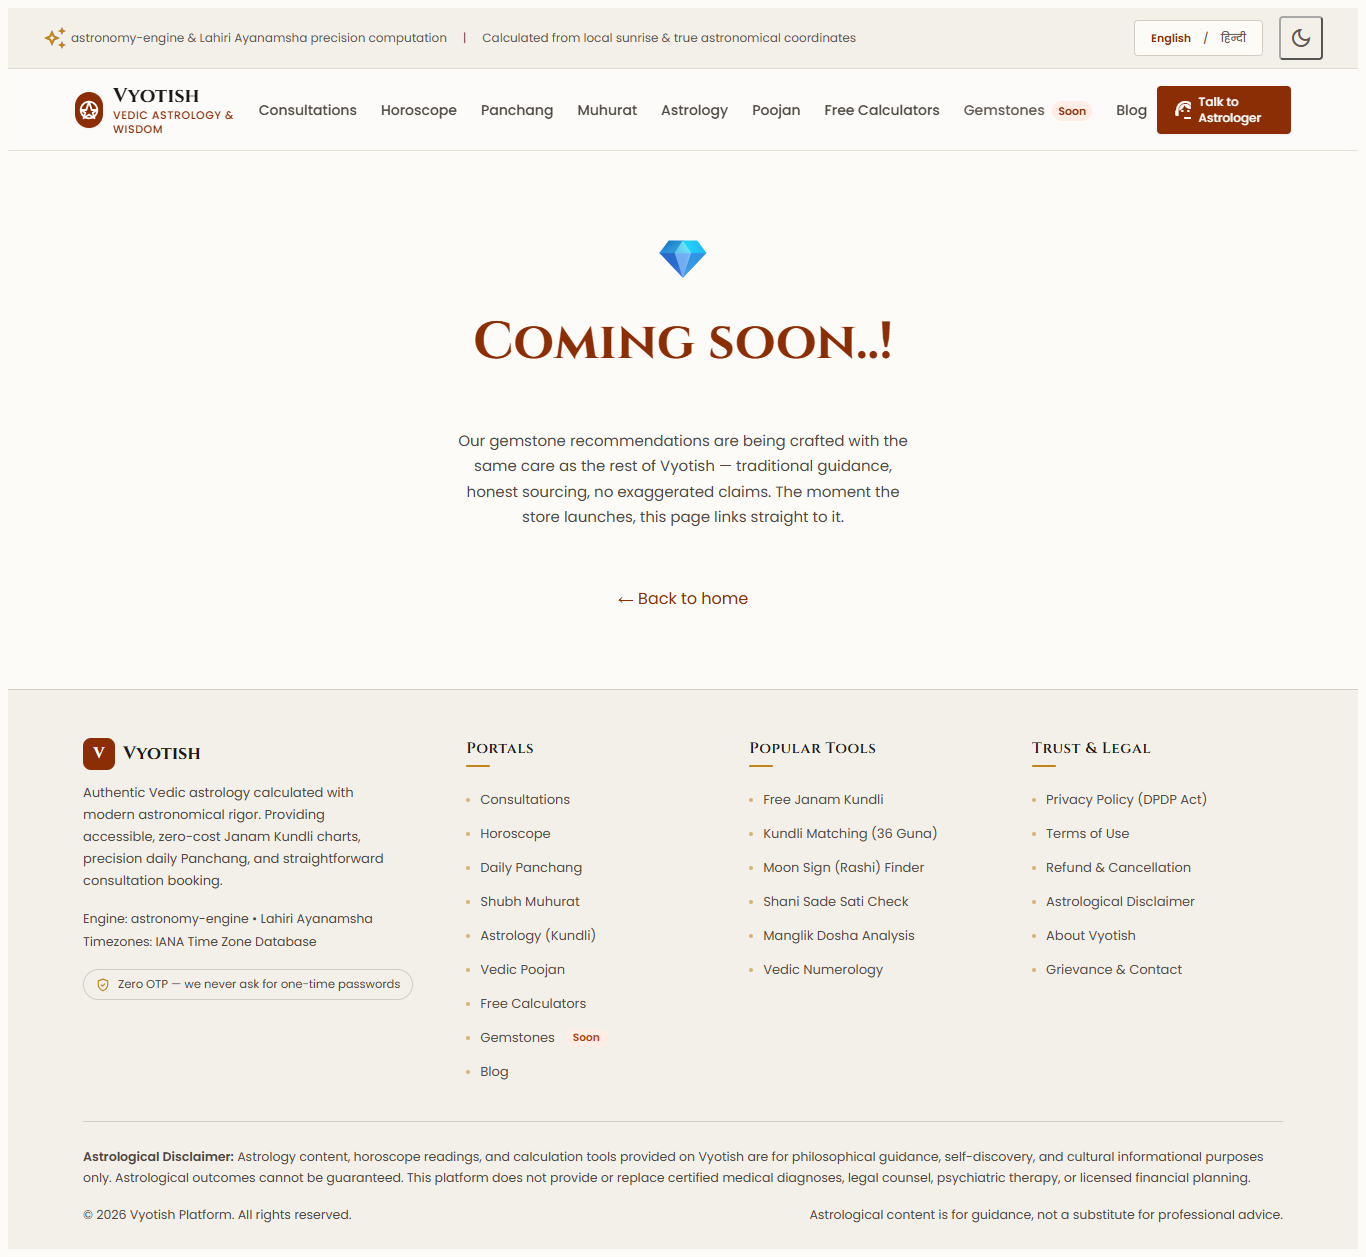 astronomy-engine & Lahiri Ayanamsha precision computation | Calculated from local sunrise & true astronomical coordinates
English / हिन्दी
Vyotish
VEDIC ASTROLOGY &
WISDOM
Consultations Horoscope Panchang Muhurat Astrology Poojan Free Calculators Gemstones Soon Blog
Talk to
Astrologer
Coming soon..!
Our gemstone recommendations are being crafted with the
same care as the rest of Vyotish — traditional guidance,
honest sourcing, no exaggerated claims. The moment the
store launches, this page links straight to it.
← Back to home
V Vyotish
Authentic Vedic astrology calculated with
modern astronomical rigor. Providing
accessible, zero-cost Janam Kundli charts,
precision daily Panchang, and straightforward
consultation booking.
Engine: astronomy-engine • Lahiri Ayanamsha
Timezones: IANA Time Zone Database
Zero OTP — we never ask for one-time passwords
Portals
Consultations
Horoscope
Daily Panchang
Shubh Muhurat
Astrology (Kundli)
Vedic Poojan
Free Calculators
Gemstones Soon
Blog
Popular Tools
Free Janam Kundli
Kundli Matching (36 Guna)
Moon Sign (Rashi) Finder
Shani Sade Sati Check
Manglik Dosha Analysis
Vedic Numerology
Trust & Legal
Privacy Policy (DPDP Act)
Terms of Use
Refund & Cancellation
Astrological Disclaimer
About Vyotish
Grievance & Contact
Astrological Disclaimer: Astrology content, horoscope readings, and calculation tools provided on Vyotish are for philosophical guidance, self-discovery, and cultural informational purposes
only. Astrological outcomes cannot be guaranteed. This platform does not provide or replace certified medical diagnoses, legal counsel, psychiatric therapy, or licensed financial planning.
© 2026 Vyotish Platform. All rights reserved.
Astrological content is for guidance, not a substitute for professional advice.